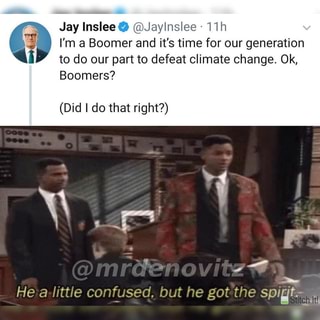 Jay Inslee @JayInslee · 11h
I'm a Boomer and it's time for our generation
to do our part to defeat climate change. Ok,
Boomers?
(Did I do that right?)
@mrdenovitz
He a little confused, but he got the spirit.